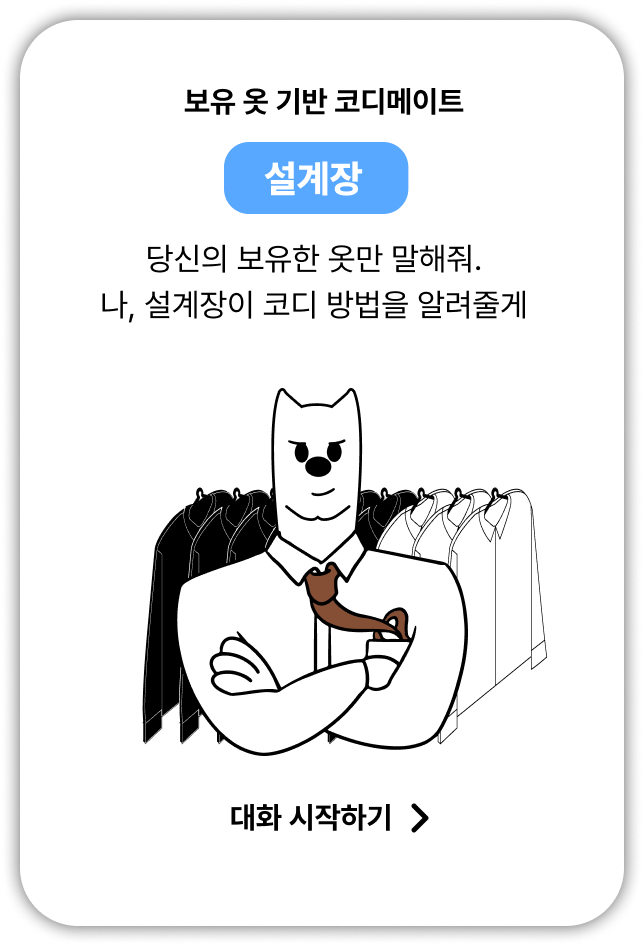 보유 옷 기반 코디메이트
설계장
당신의 보유한 옷만 말해줘.
나, 설계장이 코디 방법을 알려줄게
대화 시작하기